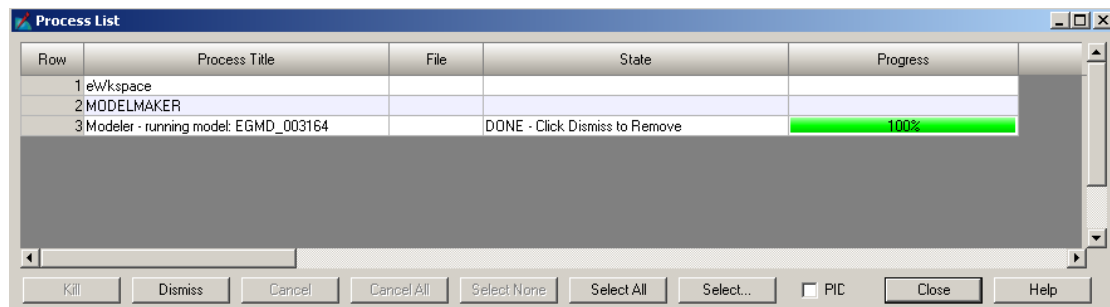 Process List
Row Process Title File State Progress
1 eWkspace
2 MODELMAKER
3 Modeler - running model: EGMD_003164 DONE - Click Dismiss to Remove 100%
Kill Dismiss Cancel Cancel All Select None Select All Select... PID Close Help